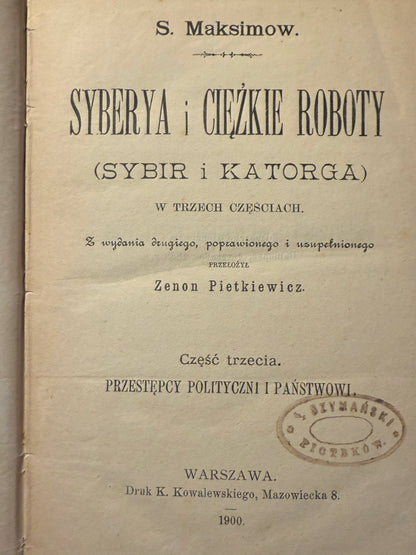 S. Maksimow.
SYBERYA i CIĘŻKIE ROBOTY
(SYBIR i KATORGA)
W TRZECH CZĘŚCIACH.
Z wydania drugiego, poprawionego i uzupełnionego
PRZEŁOŻYŁ
Zenon Pietkiewicz.
Część trzecia.
PRZESTĘPCY POLITYCZNI I PAŃSTWOWI.
SZYMAŃSKI
PIOTRKÓW.
WARSZAWA.
Druk K. Kowalewskiego, Mazowiecka 8.
1900.